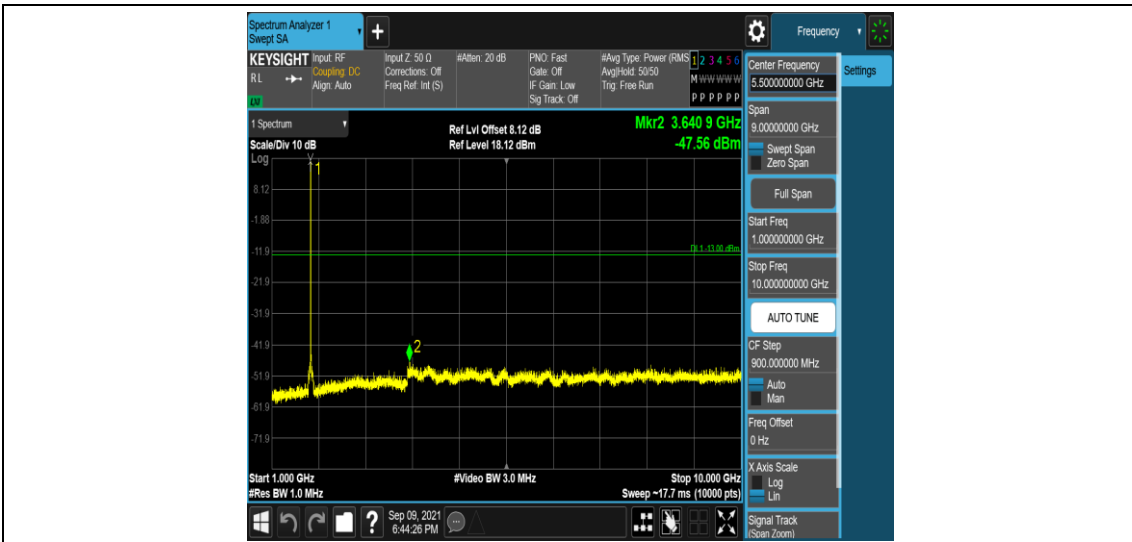 Spectrum Analyzer 1
Swept SA
+
Frequency
KEYSIGHT
RL
LXI
Input: RF
Coupling: DC
Align: Auto
Input Z: 50 Ω
Corrections: Off
Freq Ref: Int (S)
#Atten: 20 dB
PNO: Fast
Gate: Off
IF Gain: Low
Sig Track: Off
#Avg Type: Power (RMS
Avg|Hold: 50/50
Trig: Free Run
1 2 3 4 5 6
M W W W W W
P P P P P P
1 Spectrum
Scale/Div 10 dB
Log
Ref Lvl Offset 8.12 dB
Ref Level 18.12 dBm
Mkr2 3.640 9 GHz
-47.56 dBm
1
8.12
-1.88
-11.9
DL1 -13.00 dBm
-21.9
-31.9
-41.9
2
-51.9
-61.9
-71.9
Start 1.000 GHz
#Res BW 1.0 MHz
#Video BW 3.0 MHz
Stop 10.000 GHz
Sweep ~17.7 ms (10000 pts)
Sep 09, 2021
6:44:26 PM
Center Frequency
5.500000000 GHz
Span
9.00000000 GHz
Swept Span
Zero Span
Full Span
Start Freq
1.000000000 GHz
Stop Freq
10.000000000 GHz
AUTO TUNE
CF Step
900.000000 MHz
Auto
Man
Freq Offset
0 Hz
X Axis Scale
Log
Lin
Signal Track
(Span Zoom)
Settings